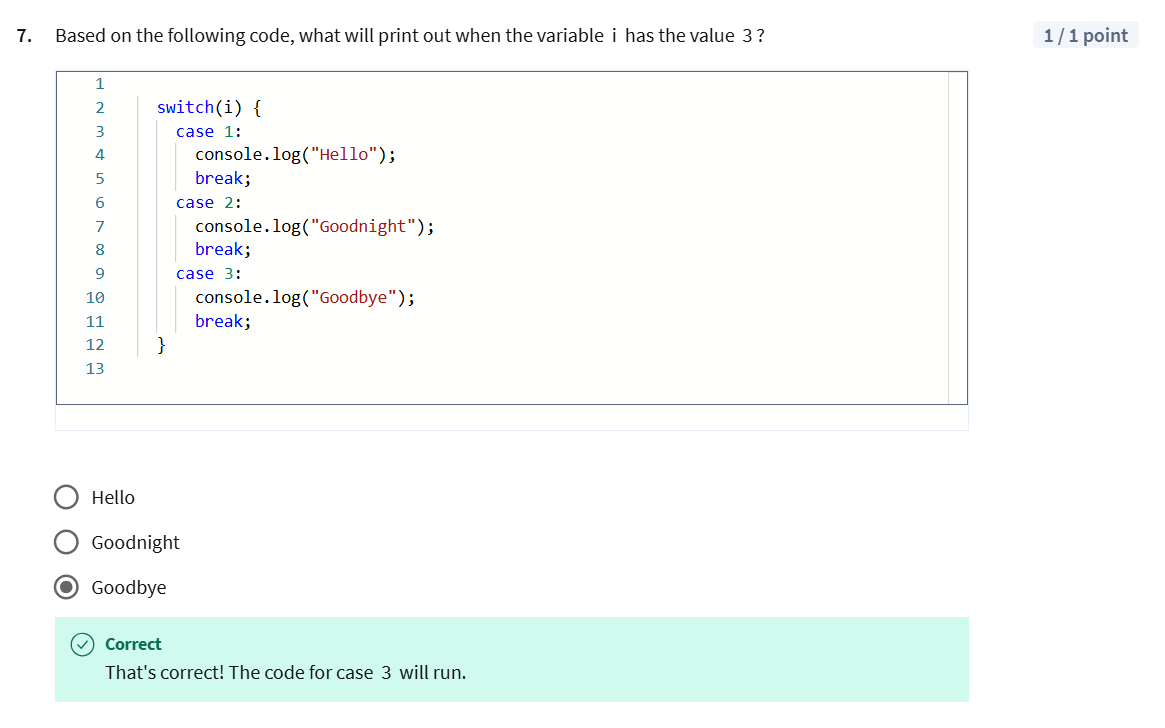 7. Based on the following code, what will print out when the variable i has the value 3?
1 / 1 point
1
2 switch(i) {
3 case 1:
4 console.log("Hello");
5 break;
6 case 2:
7 console.log("Goodnight");
8 break;
9 case 3:
10 console.log("Goodbye");
11 break;
12 }
13
Hello
Goodnight
Goodbye
Correct
That's correct! The code for case 3 will run.